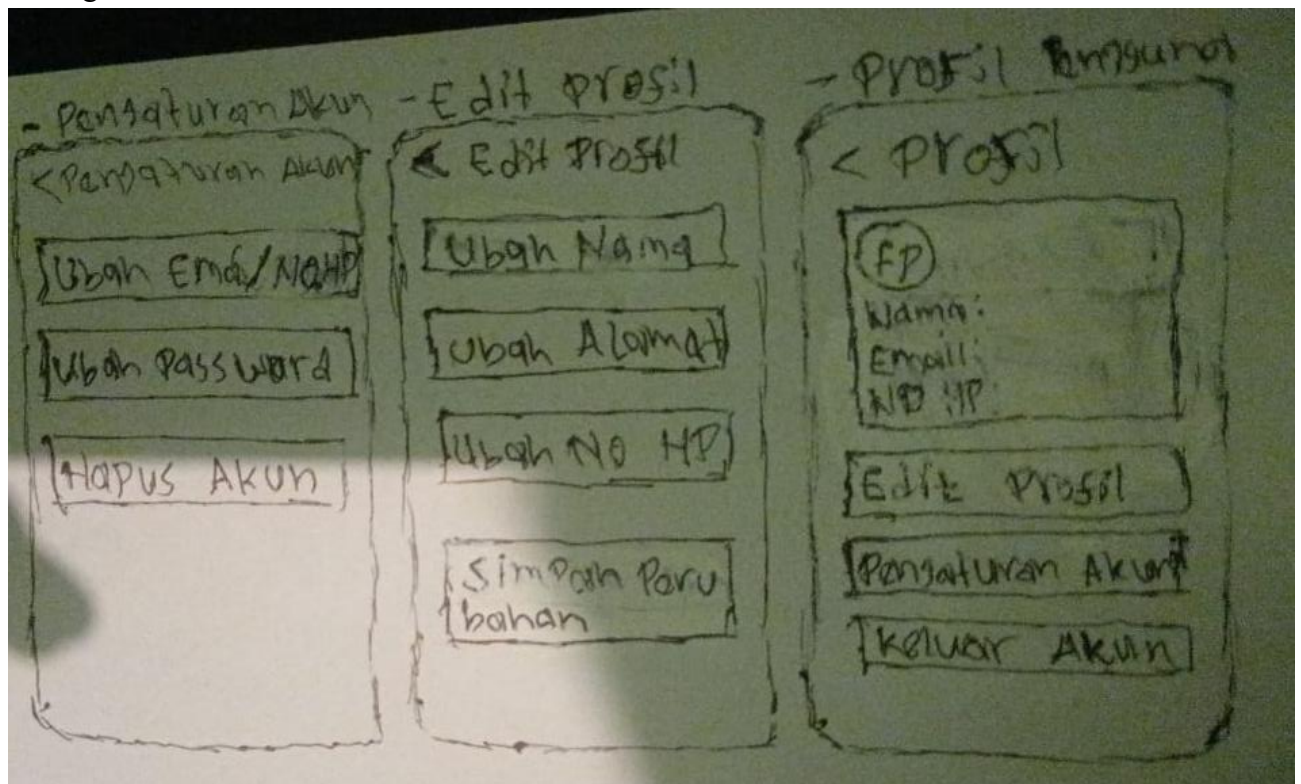 - Pengaturan Akun
< Pengaturan Akun
Ubah Email/NoHP
Ubah Password
Hapus Akun
- Edit Profil
< Edit Profil
Ubah Nama
Ubah Alamat
Ubah No HP
Simpan Peru
bahan
- Profil Pengguna
< Profil
FP
Nama:
Email:
NO HP:
Edit Profil
Pengaturan Akun
Keluar Akun